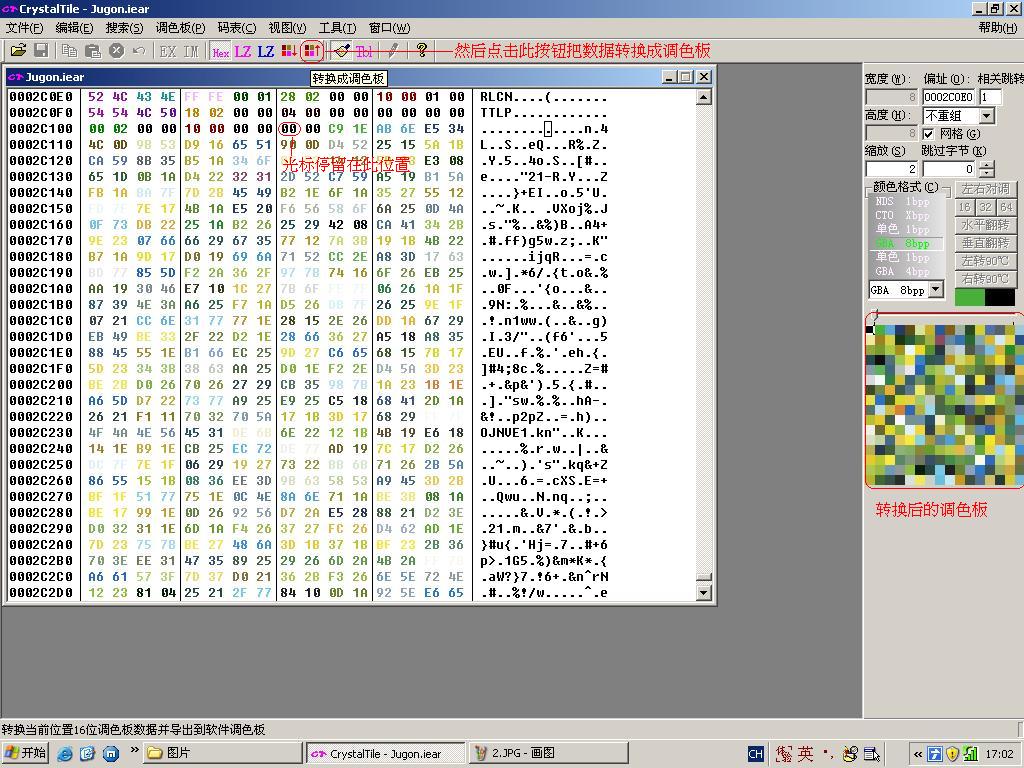 CrystalTile - Jugon.iear
文件(F) 编辑(E) 搜索(S) 调色板(P) 码表(C) 视图(V) 工具(T) 窗口(W) 帮助(H)
EX IM Hex LZ LZ Tbl ? 然后点击此按钮把数据转换成调色板
Jugon.iear
转换成调色板
0002C0E0 52 4C 43 4E FF FE 00 01 28 02 00 00 10 00 01 00 RLCN....(.......
0002C0F0 54 54 4C 50 18 02 00 00 04 00 00 00 00 00 00 00 TTLP............
0002C100 00 02 00 00 10 00 00 00 00 00 C9 1E AB 6E E5 34 .............n.4
0002C110 4C 0D 9B 53 D9 16 65 51 90 0D D4 52 25 15 5A 1B L..S..eQ...R%.Z.
0002C120 CA 59 8B 35 B5 1A 34 6F E3 08 .Y.5..4o.S..[#..
光标停留在此位置
0002C130 65 1D 0B 1A D4 22 32 31 2D 52 C7 59 A5 19 B1 5A e...."21-R.Y...Z
0002C140 FB 1A 8A 7F 7D 2B 45 49 B2 1E 6F 1A 35 27 55 12 ....}+EI..o.5'U.
0002C150 7E 17 4B 1A E5 20 F6 56 58 6F 6A 25 0D 4A ..~.K.. .VXoj%.J
0002C160 0F 73 DB 22 25 1A B2 26 25 29 42 08 CA 41 34 2B .s."%..&%)B..A4+
0002C170 9E 23 07 66 66 29 67 35 77 12 7A 3B 19 1B 4B 22 .#.ff)g5w.z;..K"
0002C180 B7 1A 9D 17 D0 19 69 6A 71 52 CC 2E A8 3D 17 63 ......ijqR...=.c
0002C190 BD 77 85 5D F2 2A 36 2F 97 7B 74 16 6F 26 EB 25 .w.].*6/.{t.o&.%
0002C1A0 AA 19 30 46 E7 10 1C 27 7B 6F FE 7F 06 26 1A 1F ..0F...'{o...&..
0002C1B0 87 39 4E 3A A6 25 F7 1A D5 26 DB 7F 26 25 9E 1F .9N:.%...&..&%..
0002C1C0 07 21 CC 6E 31 77 77 1E 28 15 2E 26 DD 1A 67 29 .!.n1ww.(..&..g)
0002C1D0 EB 49 BE 33 2F 22 D2 1E 28 66 36 27 A5 18 A8 35 .I.3/"..(f6'...5
0002C1E0 88 45 55 1E B1 66 EC 25 9D 27 C6 65 68 15 7B 17 .EU..f.%.'.eh.{.
0002C1F0 5D 23 34 3B 38 63 AA 25 D0 1E F2 2E D4 5A 3D 23 ]#4;8c.%.....Z=#
0002C200 BE 2B D0 26 70 26 27 29 CB 35 98 7B 1A 23 1B 1E .+.&p&').5.{.#..
0002C210 A6 5D D7 22 73 77 A9 25 E9 25 C5 18 68 41 2D 1A .]."sw.%.%..hA-.
0002C220 26 21 F1 11 70 32 70 5A 17 1B 3D 17 68 29 &!..p2pZ..=.h)..
0002C230 4F 4A 4E 56 45 31 DE 6B 6E 22 12 1B 4B 19 E6 18 OJNVE1.kn"..K...
0002C240 14 1E B9 1E CB 25 EC 72 DE 77 AD 19 7C 17 D2 26 .....%.r.w..|..&
0002C250 DC 7F 7E 1F 06 29 19 27 73 22 BB 6B 71 26 2B 5A ..~..).'s".kq&+Z
0002C260 86 55 15 1B 08 36 EE 3D 9B 63 58 53 A9 45 3D 2B .U...6.=.cXS.E=+
0002C270 BF 1F 51 77 75 1E 0C 4E 8A 6E 71 1A BE 3B 08 1A ..Qwu..N.nq..;..
0002C280 BE 17 99 1E 0D 26 92 56 D7 2A E5 28 88 21 D2 3E .....&.V.*.(.!.>
0002C290 D0 32 31 1E 6D 1A F4 26 37 27 FC 26 D4 62 AD 1E .21.m..&7'.&.b..
0002C2A0 7D 23 75 7B BE 27 48 6A 3D 1B 37 1B BF 23 2B 36 }#u{.'Hj=.7..#+6
0002C2B0 70 3E EE 31 47 35 89 25 29 26 6D 2A 4B 2A p>.1G5.%)&m*K*.{
0002C2C0 A6 61 57 3F 7D 37 D0 21 36 2B F3 26 6E 5E 72 4E .aW?}7.!6+.&n^rN
0002C2D0 12 23 81 04 25 21 2F 77 84 10 0D 1A 92 5E E6 65 .#..%!/w.....^.e
宽度(W): 偏址(O): 相关跳转
8 0002C0E0 1
高度(H): 不重组
8 网格(G)
缩放(S) 跳过字节(K)
2 0
颜色格式(C)
NDS 1bpp
CTO Xbpp
单色 1bpp
GBA 8bpp
单色 1bpp
GBA 4bpp
GBA 8bpp
左右对调
16 32 64
水平翻转
垂直翻转
左转90℃
右转90℃
转换后的调色板
转换当前位置16位调色板数据并导出到软件调色板
开始 图片 CrystalTile - Jugon.iear 2.JPG - 画图 CH 英 17:02